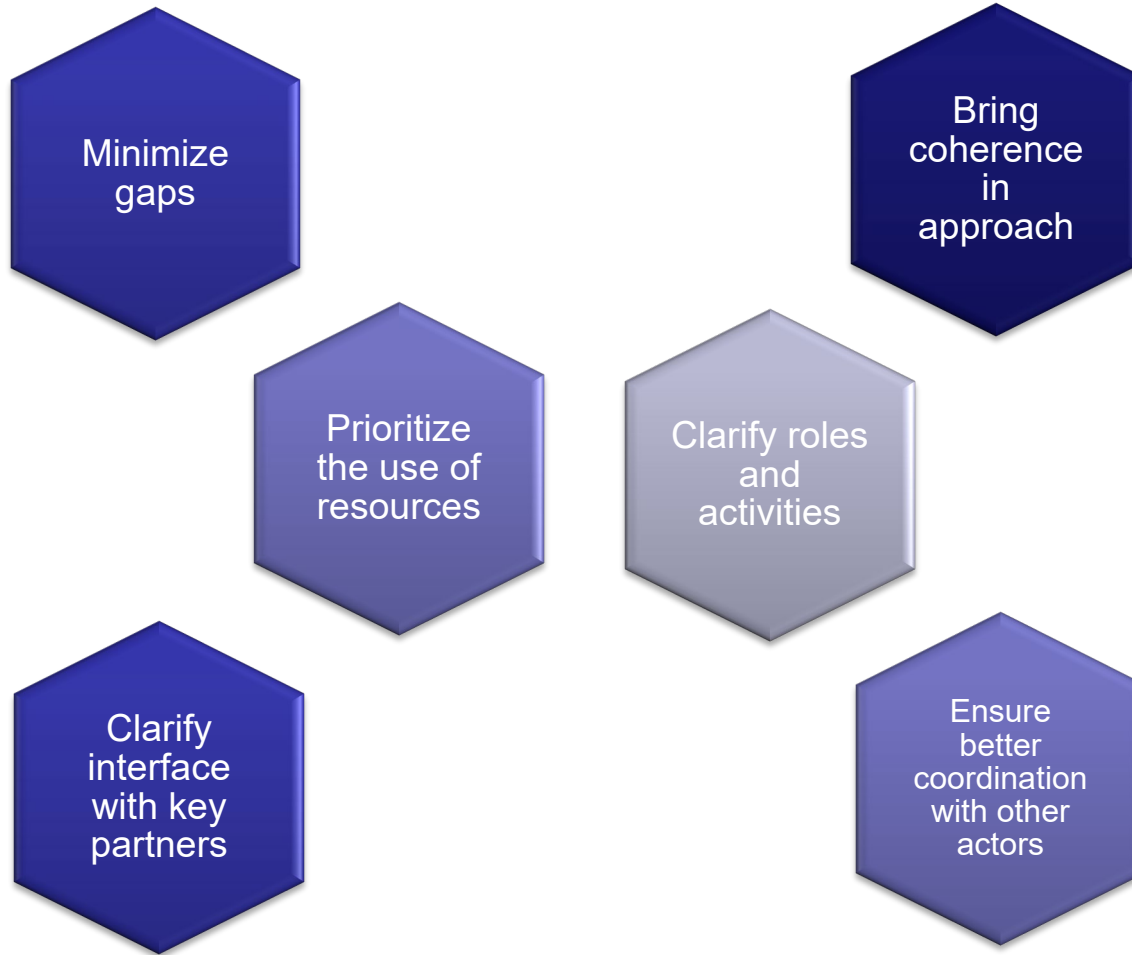 Minimize
gaps
Bring
coherence
in
approach
Prioritize
the use of
resources
Clarify roles
and
activities
Clarify
interface
with key
partners
Ensure
better
coordination
with other
actors